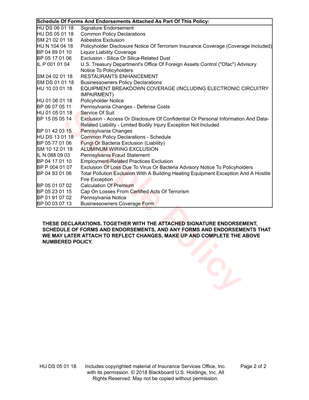 Schedule Of Forms And Endorsements Attached As Part Of This Policy:
HU DS 06 01 18 Signature Endorsement
HU DS 05 01 18 Common Policy Declarations
SM 21 02 01 18 Asbestos Exclusion
HU N 104 04 18 Policyholder Disclosure Notice Of Terrorism Insurance Coverage (Coverage Included)
BP 04 89 01 10 Liquor Liability Coverage
BP 05 17 01 06 Exclusion - Silica Or Silica-Related Dust
IL P 001 01 04 U.S. Treasury Department's Office Of Foreign Assets Control ("Ofac") Advisory
Notice To Policyholders
SM 04 02 01 18 RESTAURANTS ENHANCEMENT
SM DS 01 01 18 Businessowners Policy Declarations
HU 10 03 01 18 EQUIPMENT BREAKDOWN COVERAGE (INCLUDING ELECTRONIC CIRCUITRY
IMPAIRMENT)
HU 01 06 01 18 Policyholder Notice
BP 06 07 05 11 Pennsylvania Changes - Defense Costs
HU 01 05 01 18 Service Of Suit
BP 15 05 05 14 Exclusion - Access Or Disclosure Of Confidential Or Personal Information And Data-
Related Liability - Limited Bodily Injury Exception Not Included
BP 01 42 03 15 Pennsylvania Changes
HU DS 13 01 18 Common Policy Declarations - Schedule
BP 05 77 01 06 Fungi Or Bacteria Exclusion (Liability)
SM 10 12 01 18 ALUMINUM WIRING EXCLUSION
IL N 088 09 03 Pennsylvania Fraud Statement
BP 04 17 01 10 Employment-Related Practices Exclusion
BP P 004 01 07 Exclusion Of Loss Due To Virus Or Bacteria Advisory Notice To Policyholders
BP 04 93 01 06 Total Pollution Exclusion With A Building Heating Equipment Exception And A Hostile
Fire Exception
BP 05 01 07 02 Calculation Of Premium
BP 05 23 01 15 Cap On Losses From Certified Acts Of Terrorism
BP 01 91 07 02 Pennsylvania Notice
BP 00 03 07 13 Businessowners Coverage Form
THESE DECLARATIONS, TOGETHER WITH THE ATTACHED SIGNATURE ENDORSEMENT,
SCHEDULE OF FORMS AND ENDORSEMENTS, AND ANY FORMS AND ENDORSEMENTS THAT
WE MAY LATER ATTACH TO REFLECT CHANGES, MAKE UP AND COMPLETE THE ABOVE
NUMBERED POLICY.
Policy
HU DS 05 01 18 Includes copyrighted material of Insurance Services Office, Inc. Page 2 of 2
with its permission. © 2018 Blackboard U.S. Holdings, Inc. All
Rights Reserved. May not be copied without permission.